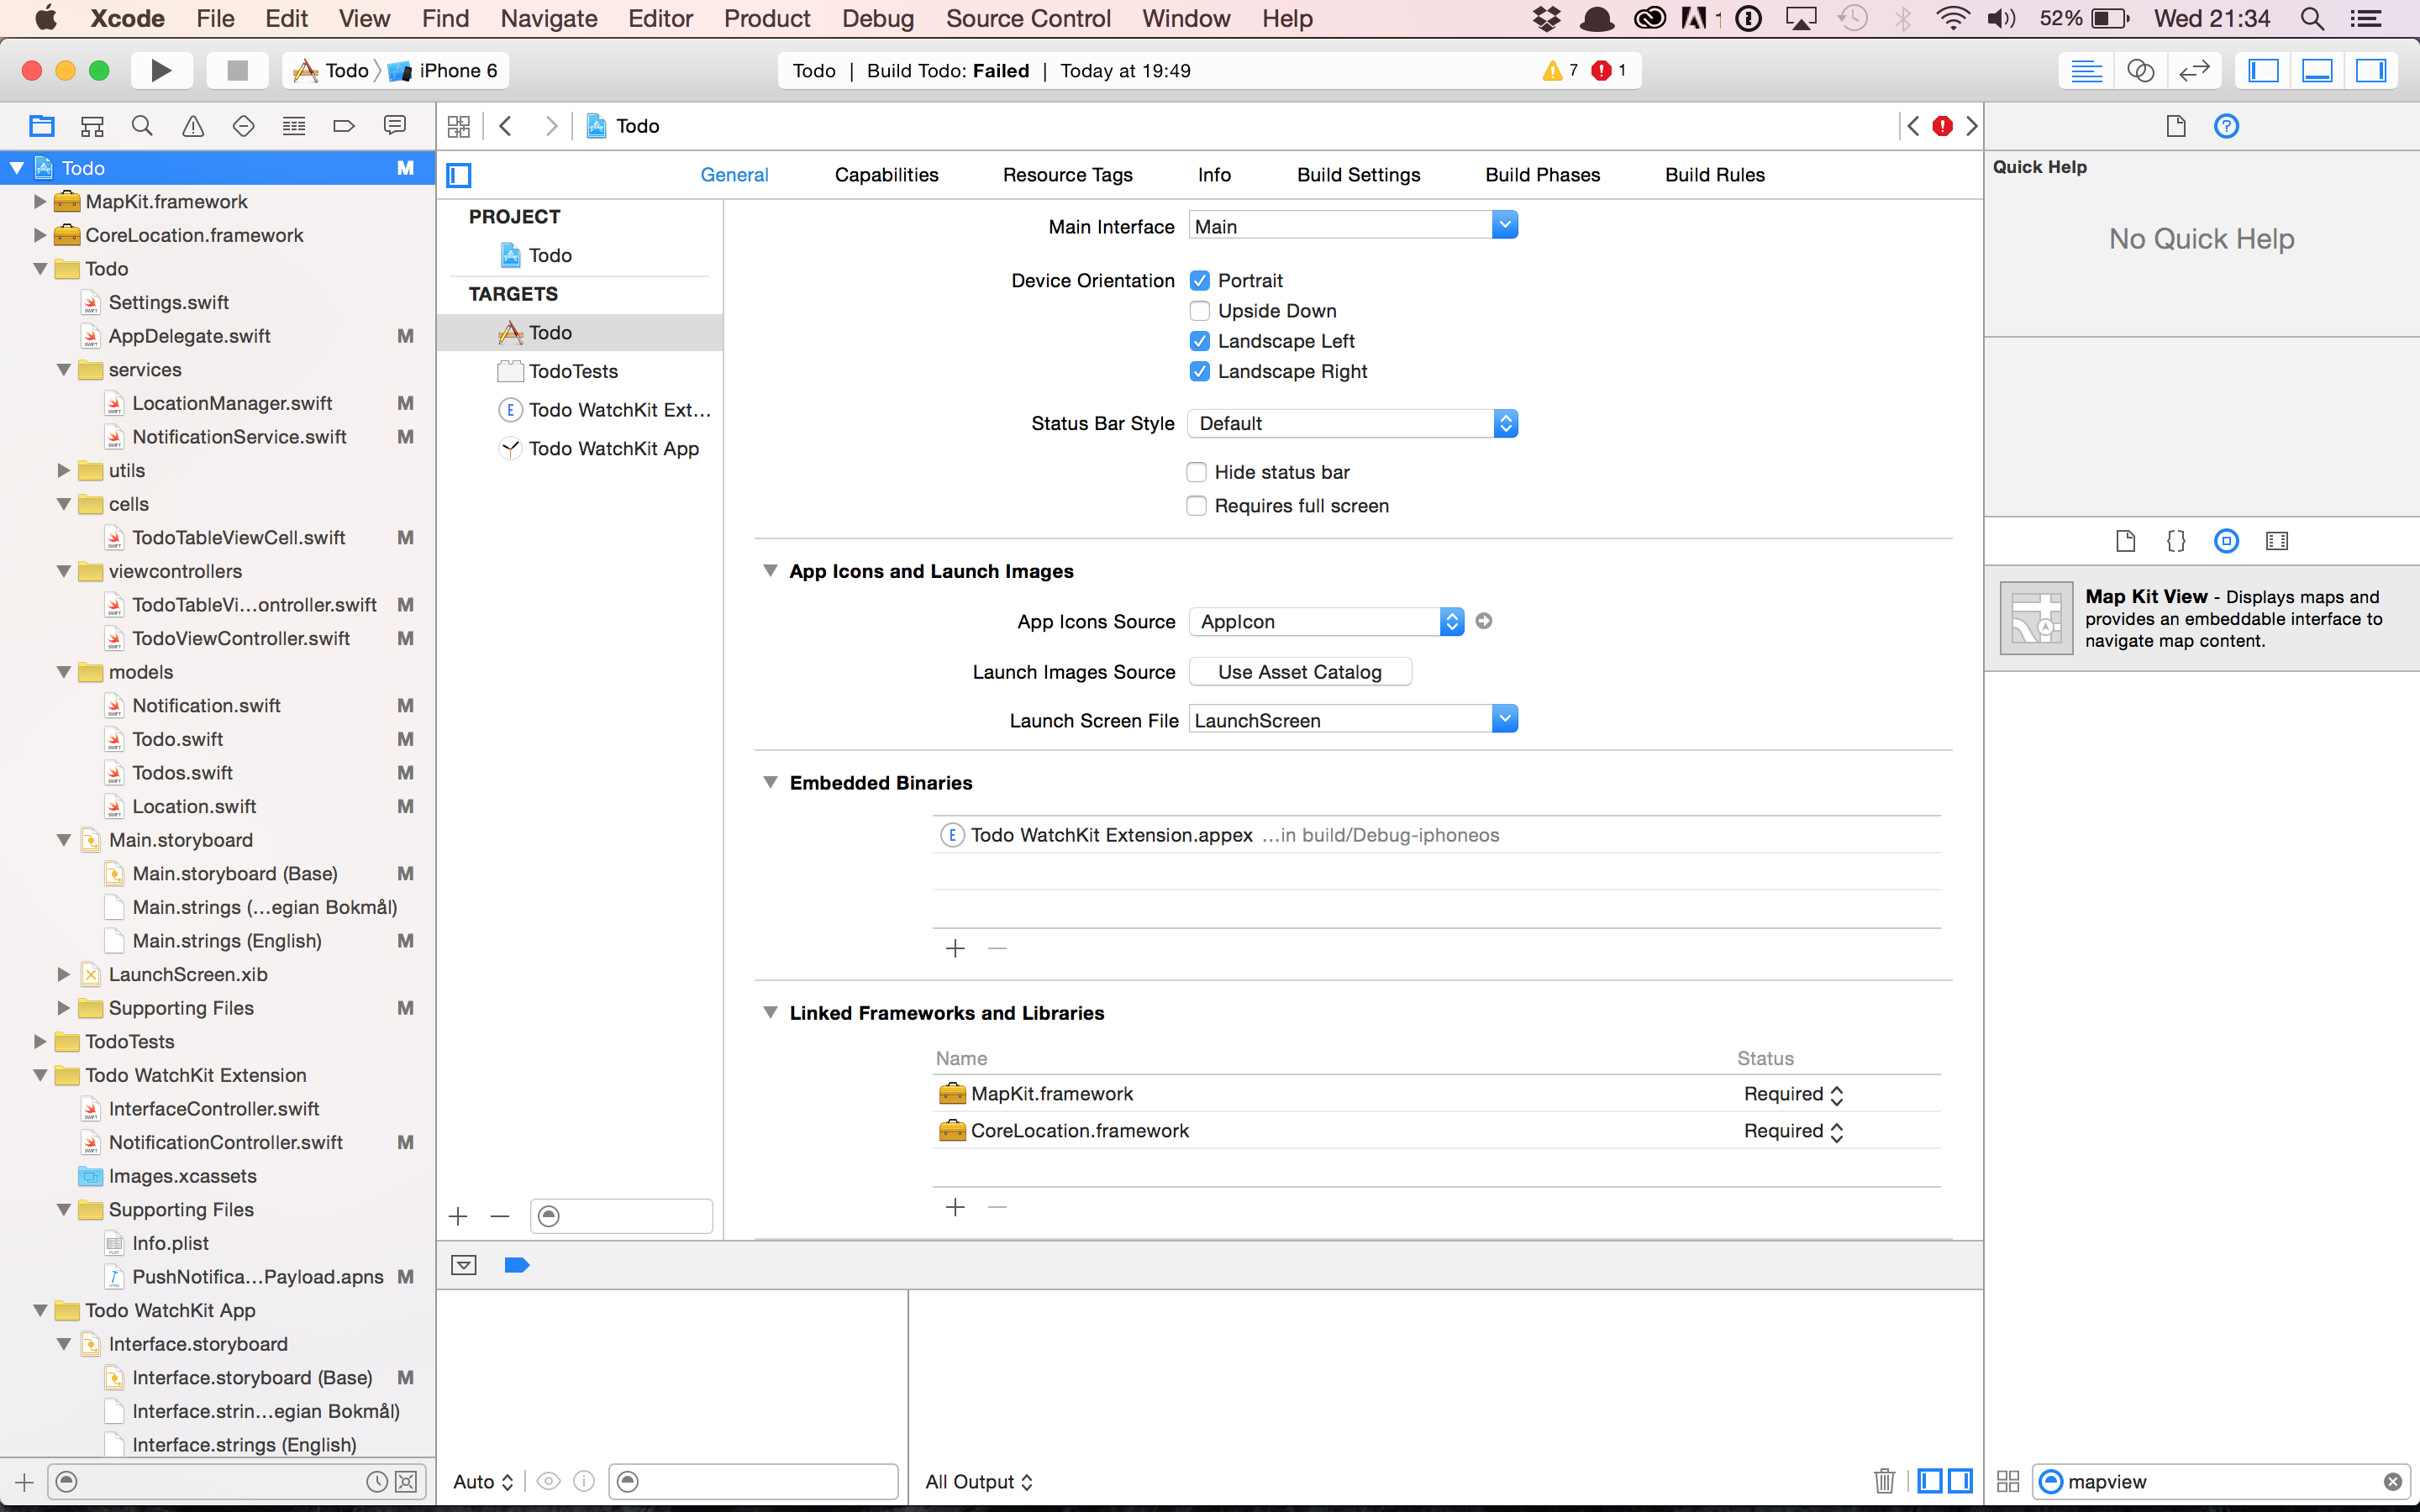 Xcode File Edit View Find Navigate Editor Product Debug Source Control Window Help 1 52% Wed 21:34
Todo iPhone 6
Todo | Build Todo: Failed | Today at 19:49 7 1
Todo
Todo M
MapKit.framework
CoreLocation.framework
Todo
Settings.swift
AppDelegate.swift M
services
LocationManager.swift M
NotificationService.swift M
utils
cells
TodoTableViewCell.swift M
viewcontrollers
TodoTableVi...ontroller.swift M
TodoViewController.swift M
models
Notification.swift M
Todo.swift M
Todos.swift M
Location.swift M
Main.storyboard
Main.storyboard (Base) M
Main.strings (...egian Bokmål)
Main.strings (English) M
LaunchScreen.xib
Supporting Files M
TodoTests
Todo WatchKit Extension
InterfaceController.swift
NotificationController.swift M
Images.xcassets
Supporting Files
Info.plist
PushNotifica...Payload.apns M
Todo WatchKit App
Interface.storyboard
Interface.storyboard (Base) M
Interface.strin...egian Bokmål)
Interface.strings (English)
General Capabilities Resource Tags Info Build Settings Build Phases Build Rules
PROJECT
Todo
TARGETS
Todo
TodoTests
E Todo WatchKit Ext...
Todo WatchKit App
Main Interface Main
Device Orientation Portrait
Upside Down
Landscape Left
Landscape Right
Status Bar Style Default
Hide status bar
Requires full screen
App Icons and Launch Images
App Icons Source AppIcon
Launch Images Source Use Asset Catalog
Launch Screen File LaunchScreen
Embedded Binaries
E Todo WatchKit Extension.appex ...in build/Debug-iphoneos
Linked Frameworks and Libraries
Name Status
MapKit.framework Required
CoreLocation.framework Required
Auto
All Output
Quick Help
No Quick Help
Map Kit View - Displays maps and
provides an embeddable interface to
navigate map content.
mapview